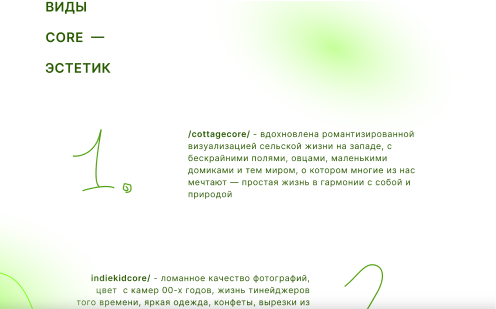 ВИДЫ
CORE —
ЭСТЕТИК
1.
/cottagecore/ - вдохновлена романтизированной
визуализацией сельской жизни на западе, с
бескрайними полями, овцами, маленькими
домиками и тем миром, о котором многие из нас
мечтают — простая жизнь в гармонии с собой и
природой
2
indiekidcore/ - ломанное качество фотографий,
цвет с камер 00-х годов, жизнь тинейджеров
того времени, яркая одежда, конфеты, вырезки из